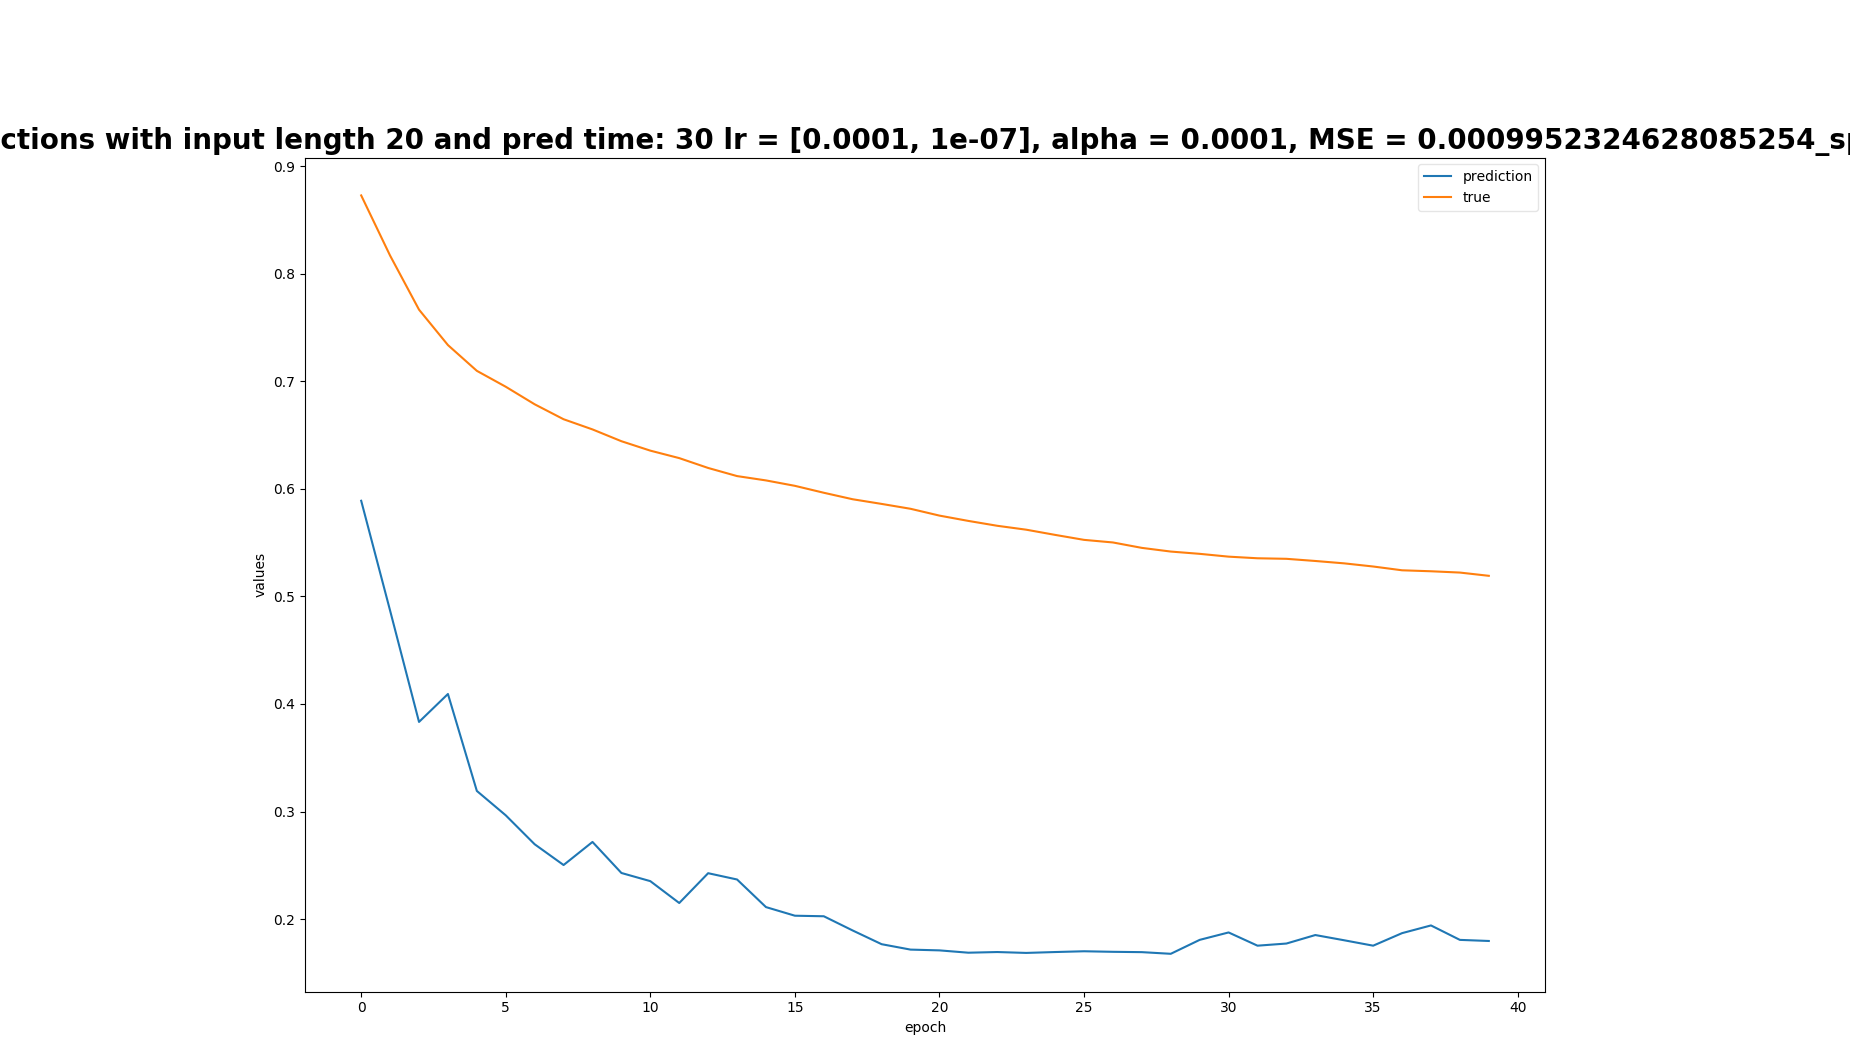 ctions with input length 20 and pred time: 30 lr = [0.0001, 1e-07], alpha = 0.0001, MSE = 0.0009952324628085254_sp
prediction
true
0.9
0.8
0.7
0.6
0.5
0.4
0.3
0.2
values
0 5 10 15 20 25 30 35 40
epoch